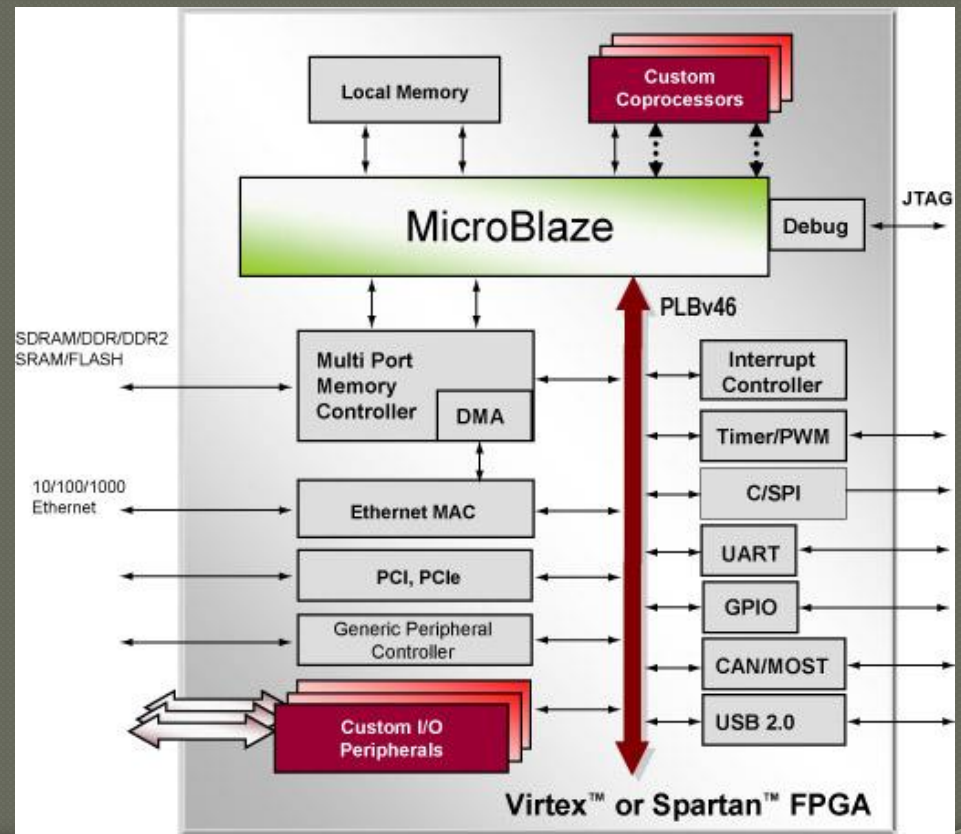 Local Memory
Custom
Coprocessors
MicroBlaze
Debug
JTAG
PLBv46
SDRAM/DDR/DDR2
SRAM/FLASH
Multi Port
Memory
Controller
DMA
10/100/1000
Ethernet
Ethernet MAC
PCI, PCIe
Generic Peripheral
Controller
Custom I/O
Peripherals
Interrupt
Controller
Timer/PWM
C/SPI
UART
GPIO
CAN/MOST
USB 2.0
Virtex™ or Spartan™ FPGA